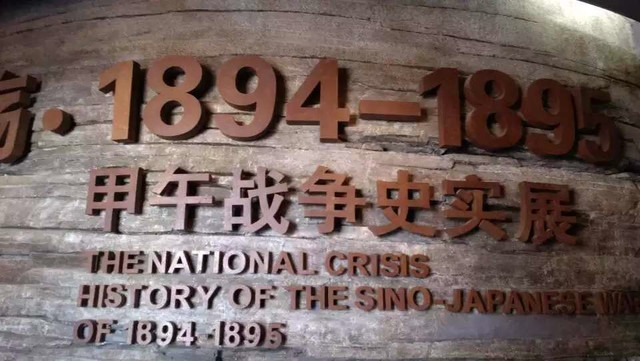 ·1894-1895
甲午战争史实展
THE NATIONAL CRISIS
HISTORY OF THE SINO-JAPANESE WA
OF 1894-1895